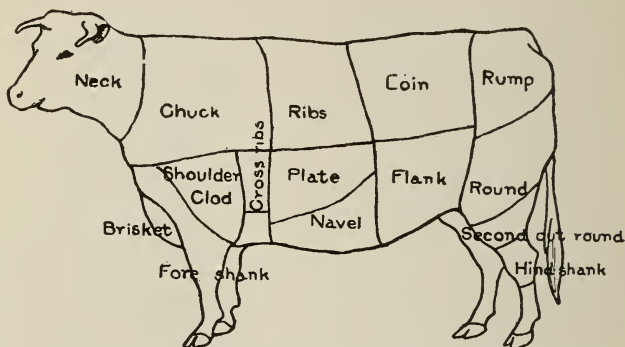 Neck
Chuck
Cross ribs
Ribs
Coin
Rump
Shoulder
Clod
Plate
Flank
Round
Navel
Brisket
Second cut round
Fore shank
Hind shank